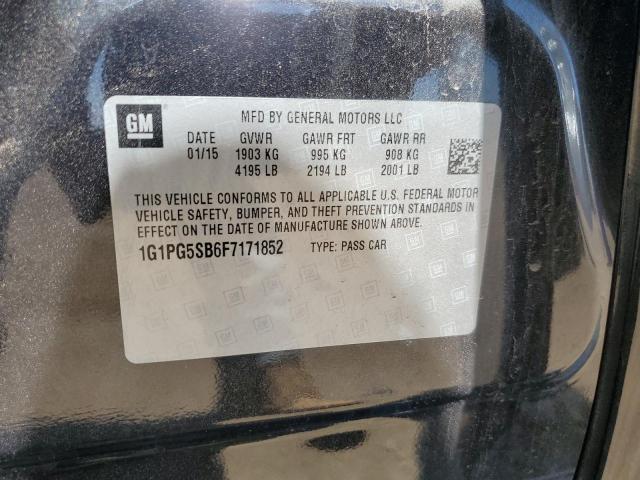 GM
MFD BY GENERAL MOTORS LLC
DATE GVWR GAWR FRT GAWR RR
01/15 1903 KG 995 KG 908 KG
4195 LB 2194 LB 2001 LB
THIS VEHICLE CONFORMS TO ALL APPLICABLE U.S. FEDERAL MOTOR
VEHICLE SAFETY, BUMPER, AND THEFT PREVENTION STANDARDS IN
EFFECT ON THE DATE OF MANUFACTURE SHOWN ABOVE.
1G1PG5SB6F7171852 TYPE: PASS CAR